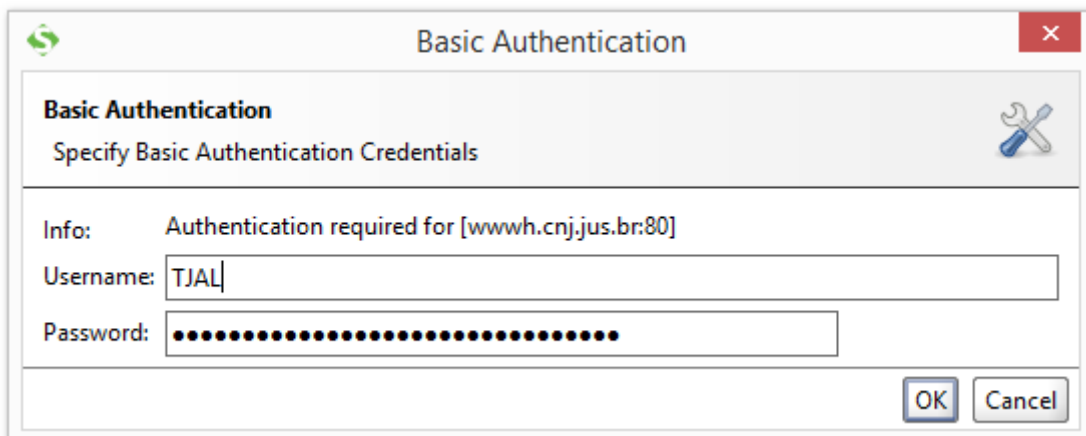 Basic Authentication
Basic Authentication
Specify Basic Authentication Credentials
Info: Authentication required for [wwwh.cnj.jus.br:80]
Username: TJAL
Password: ●●●●●●●●●●●●●●●●●●●●●●●●●●●●●●●●
OK Cancel